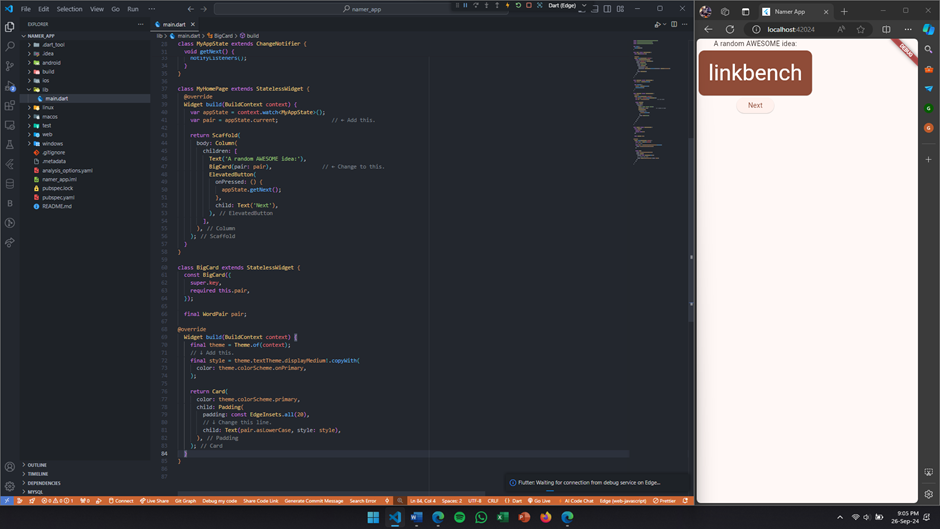 File Edit Selection View Go Run ··· namer_app Dart (Edge)
EXPLORER ···
NAMER_APP
.dart_tool
.idea
android
build
ios
lib
main.dart
linux
macos
test
web
windows
.gitignore
.metadata
analysis_options.yaml
namer_app.iml
pubspec.lock
pubspec.yaml
README.md
OUTLINE
TIMELINE
DEPENDENCIES
MYSQL
main.dart
lib > main.dart > BigCard > build
class MyAppState extends ChangeNotifier {
void getNext() {
notifyListeners();
}
}
class MyHomePage extends StatelessWidget {
@override
Widget build(BuildContext context) {
var appState = context.watch<MyAppState>();
var pair = appState.current; // ← Add this.
return Scaffold(
body: Column(
children: [
Text('A random AWESOME idea:'),
BigCard(pair: pair), // ← Change to this.
ElevatedButton(
onPressed: () {
appState.getNext();
},
child: Text('Next'),
), // ElevatedButton
],
), // Column
); // Scaffold
}
}
class BigCard extends StatelessWidget {
const BigCard({
super.key,
required this.pair,
});
final WordPair pair;
@override
Widget build(BuildContext context) {
final theme = Theme.of(context);
// ↓ Add this.
final style = theme.textTheme.displayMedium!.copyWith(
color: theme.colorScheme.onPrimary,
);
return Card(
color: theme.colorScheme.primary,
child: Padding(
padding: const EdgeInsets.all(20),
// ↓ Change this line.
child: Text(pair.asLowerCase, style: style),
), // Padding
); // Card
84 }
}
Flutter: Waiting for connection from debug service on Edge...
Connect Live Share Git Graph Debug my code Share Code Link Generate Commit Message Search Error Ln 84, Col 4 Spaces: 2 UTF-8 CRLF Dart Go Live AI Code Chat Edge (web-javascript) Prettier
Namer App
localhost:42024
A random AWESOME idea:
DEBUG
linkbench
Next
9:05 PM
26-Sep-24